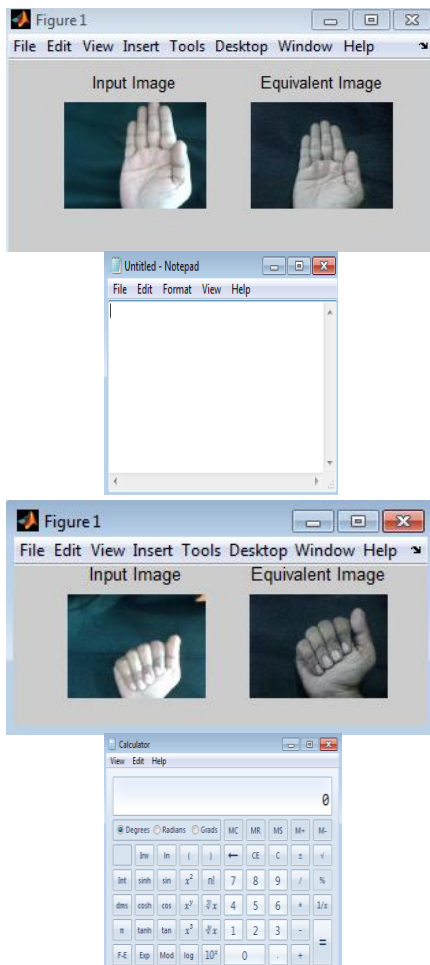 Figure 1
File Edit View Insert Tools Desktop Window Help
Input Image Equivalent Image
Untitled - Notepad
File Edit Format View Help
Figure 1
File Edit View Insert Tools Desktop Window Help
Input Image Equivalent Image
Calculator
View Edit Help
0
Degrees Radians Grads MC MR MS M+ M-
Inv ln ( ) ← CE C ± √
Int sinh sin x² n! 7 8 9 / %
dms cosh cos xʸ ʸ√x 4 5 6 * 1/x
π tanh tan x³ ³√x 1 2 3 - =
F-E Exp Mod log 10ˣ 0 . +